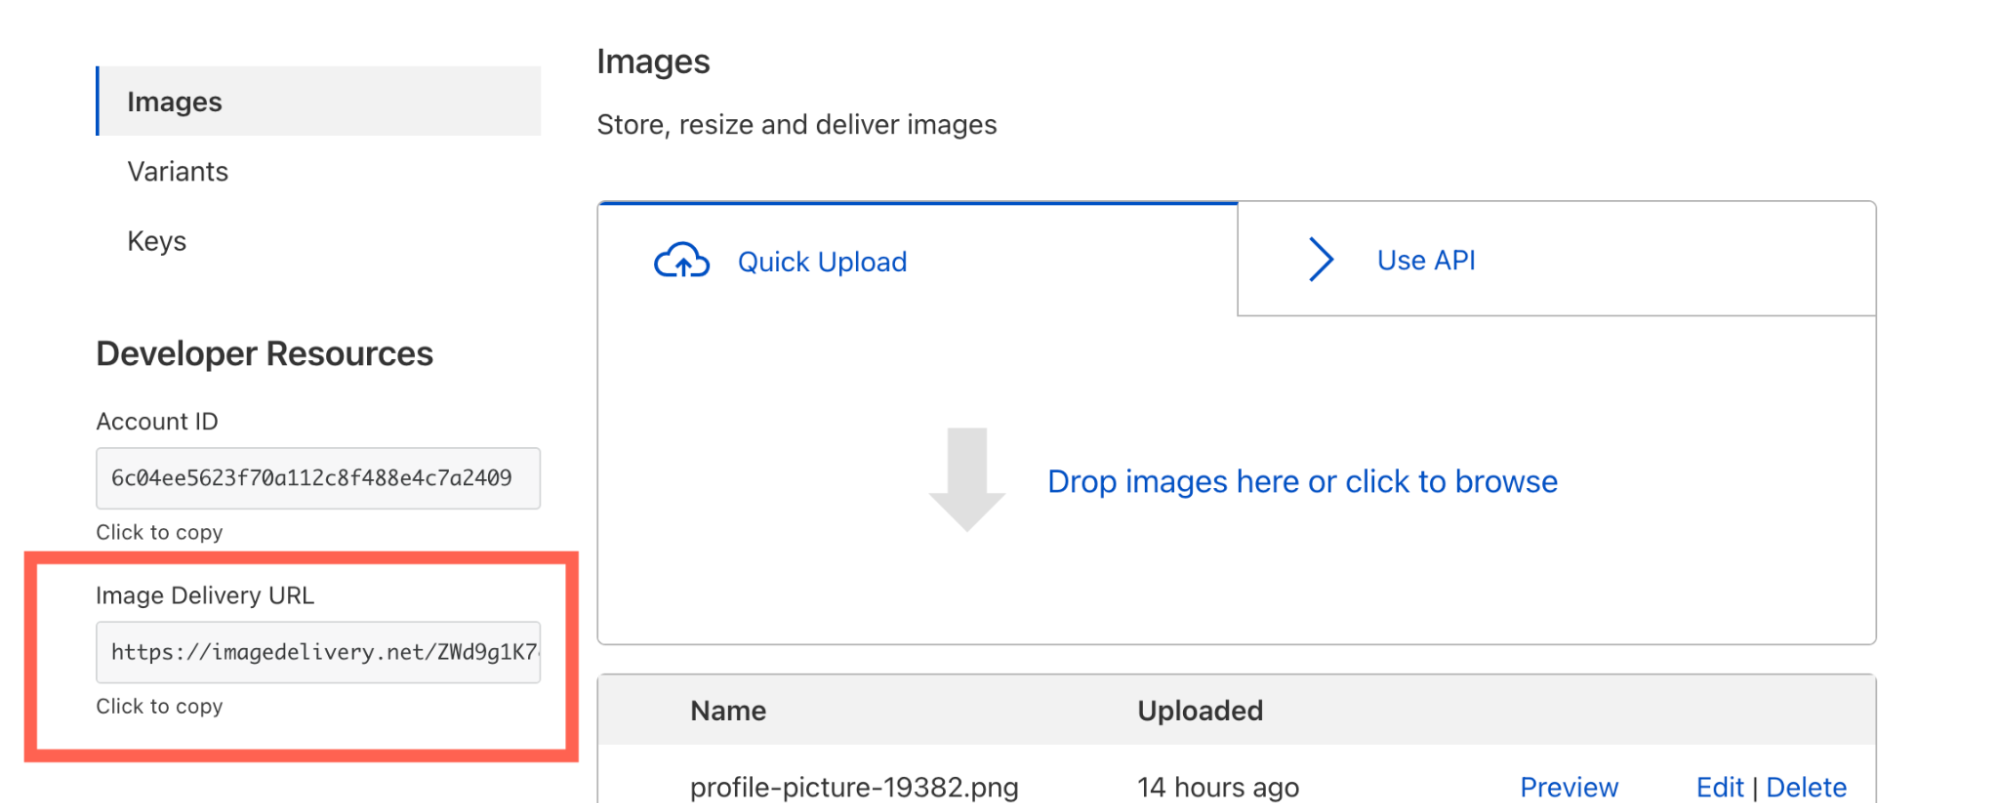 Images
Variants
Keys
Developer Resources
Account ID
6c04ee5623f70a112c8f488e4c7a2409
Click to copy
Image Delivery URL
https://imagedelivery.net/ZWd9g1K7
Click to copy
Images
Store, resize and deliver images
Quick Upload
Use API
Drop images here or click to browse
Name Uploaded
profile-picture-19382.png 14 hours ago Preview Edit | Delete